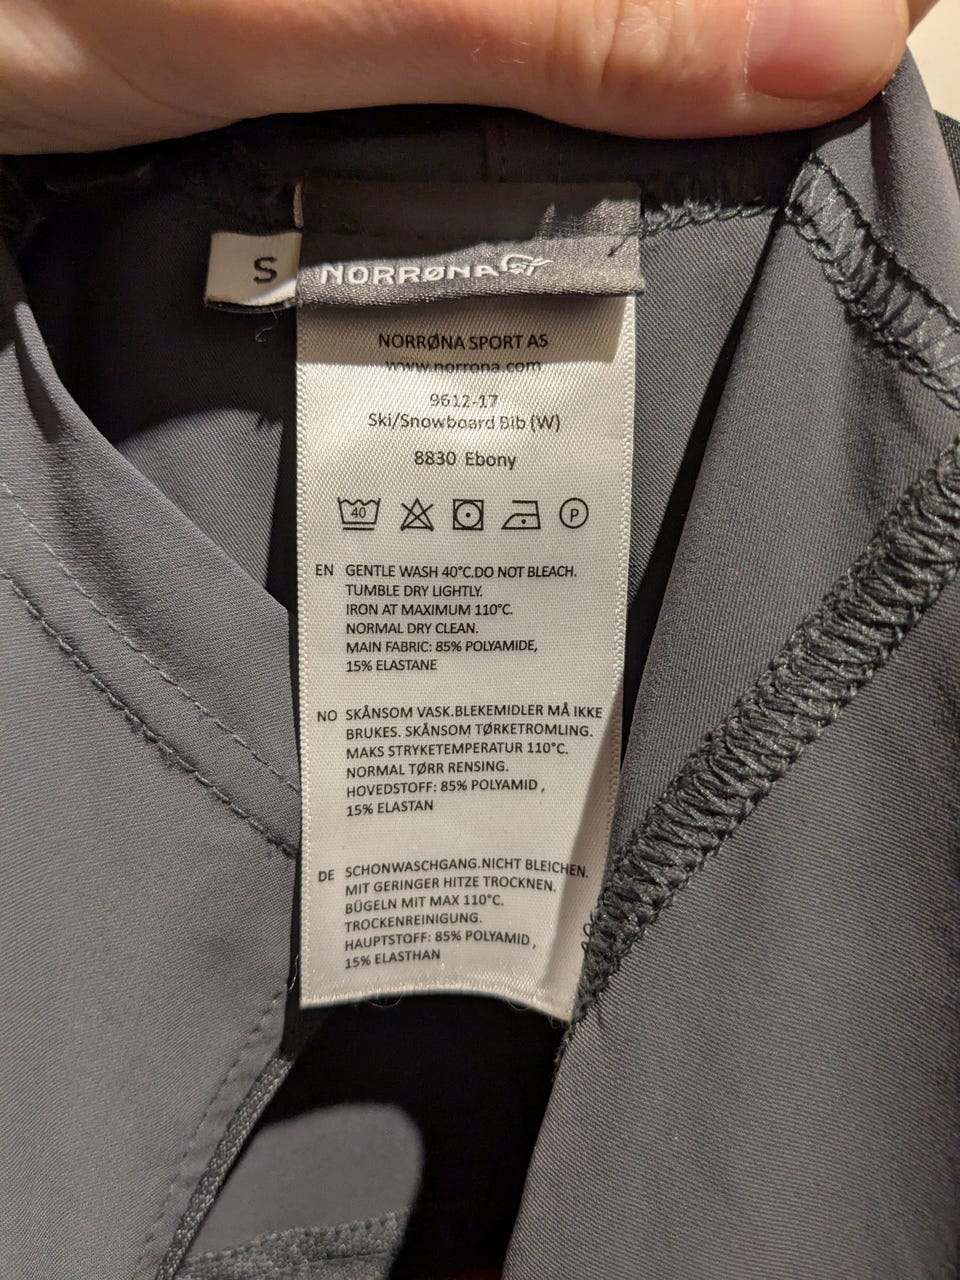 S
NORRØNA
NORRØNA SPORT AS
www.norrona.com
9612-17
Ski/Snowboard Bib (W)
8830 Ebony
40
P
EN GENTLE WASH 40°C.DO NOT BLEACH.
TUMBLE DRY LIGHTLY.
IRON AT MAXIMUM 110°C.
NORMAL DRY CLEAN.
MAIN FABRIC: 85% POLYAMIDE,
15% ELASTANE
NO SKÅNSOM VASK.BLEKEMIDLER MÅ IKKE
BRUKES. SKÅNSOM TØRKETROMLING.
MAKS STRYKETEMPERATUR 110°C.
NORMAL TØRR RENSING.
HOVEDSTOFF: 85% POLYAMID ,
15% ELASTAN
DE SCHONWASCHGANG.NICHT BLEICHEN.
MIT GERINGER HITZE TROCKNEN.
BÜGELN MIT MAX 110°C.
TROCKENREINIGUNG.
HAUPTSTOFF: 85% POLYAMID ,
15% ELASTHAN